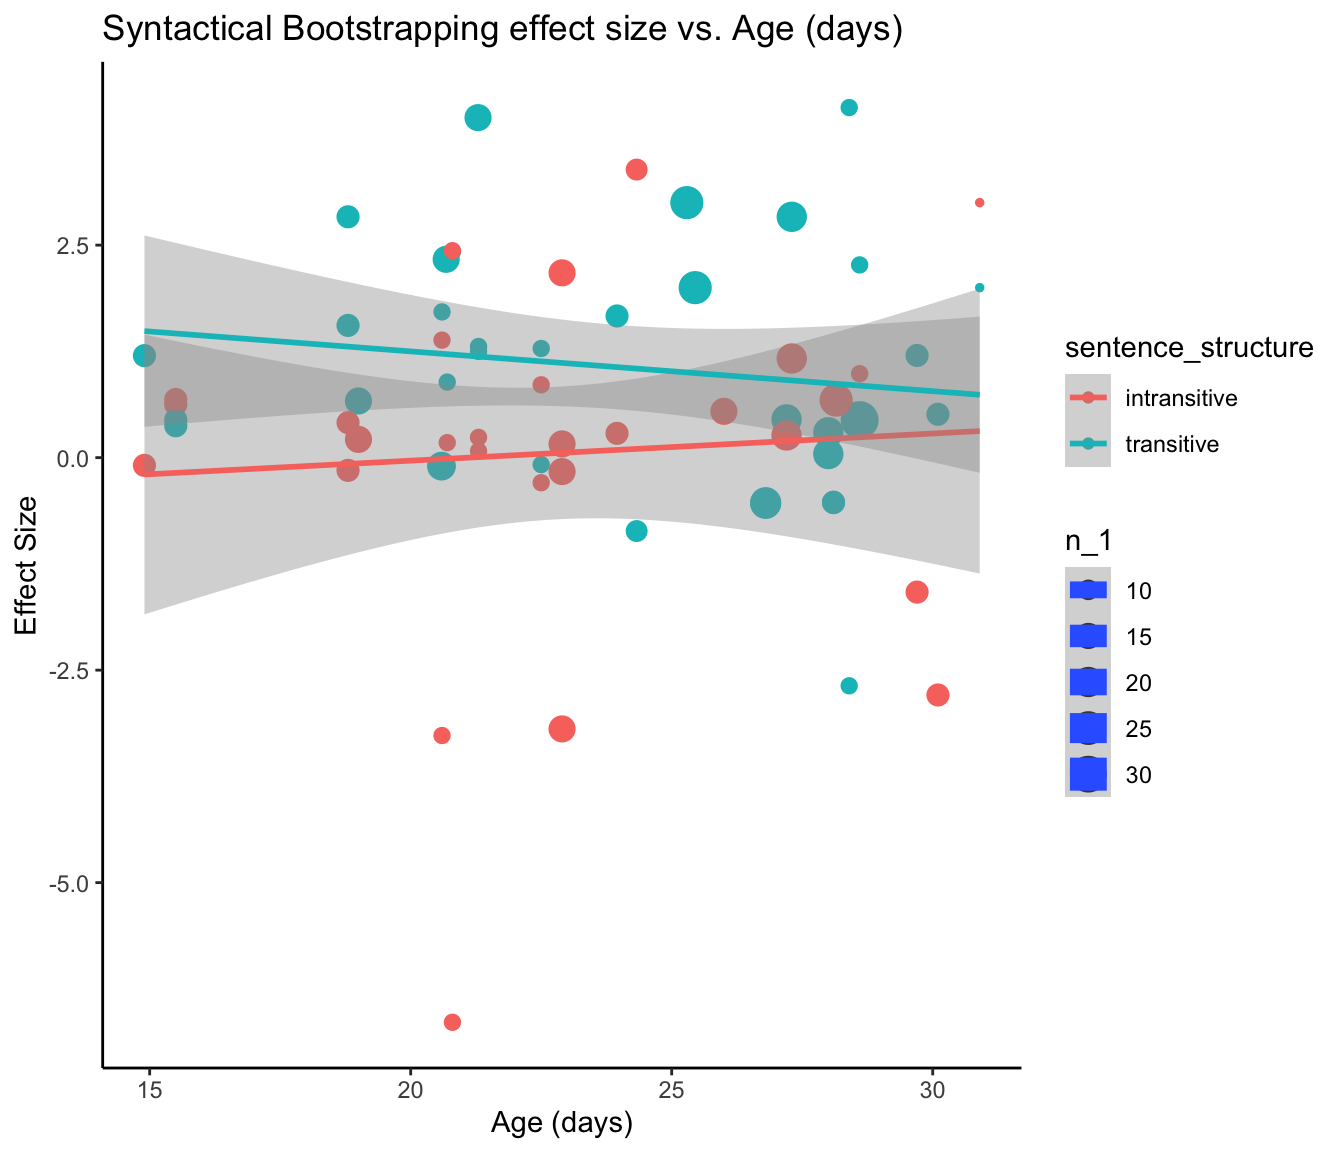 Syntactical Bootstrapping effect size vs. Age (days)
Effect Size
2.5
0.0
-2.5
-5.0
15 20 25 30
Age (days)
sentence_structure
intransitive
transitive
n_1
10
15
20
25
30